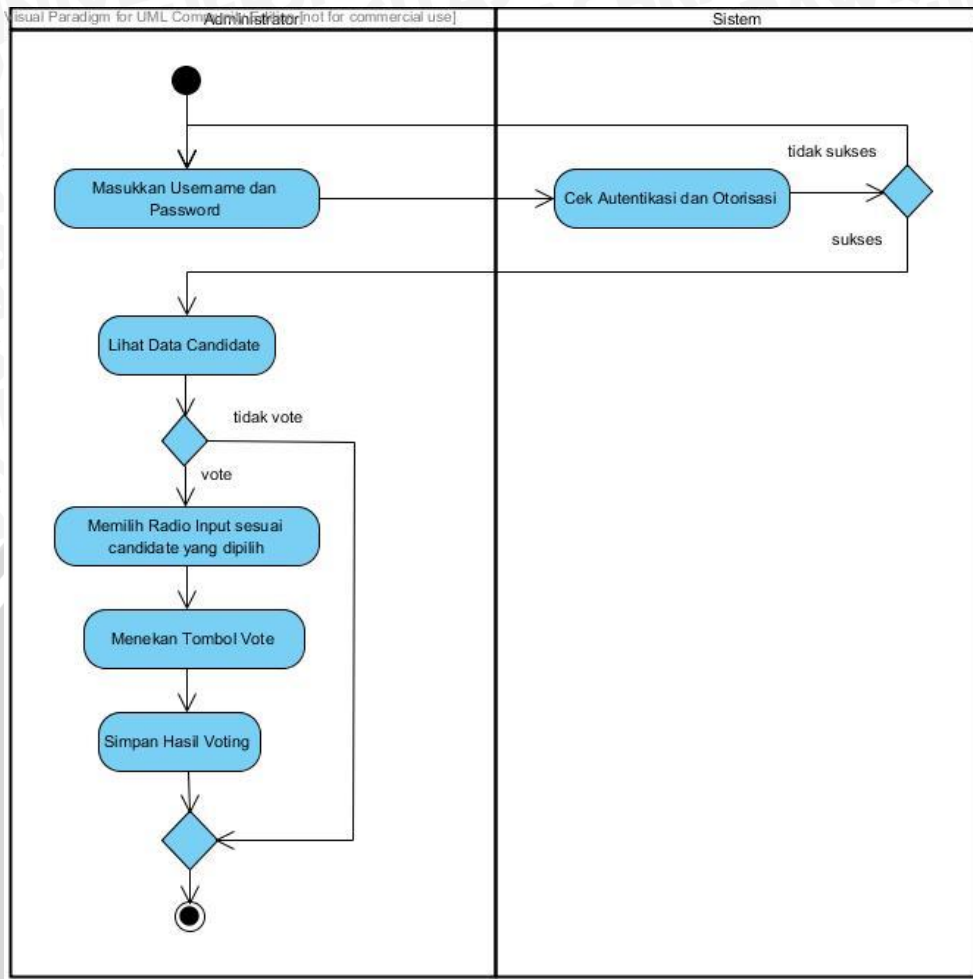 Visual Paradigm for UML Community Edition [not for commercial use]
Administrator
Sistem
tidak sukses
Masukkan Username dan
Password
Cek Autentikasi dan Otorisasi
sukses
Lihat Data Candidate
tidak vote
vote
Memilih Radio Input sesuai
candidate yang dipilih
Menekan Tombol Vote
Simpan Hasil Voting